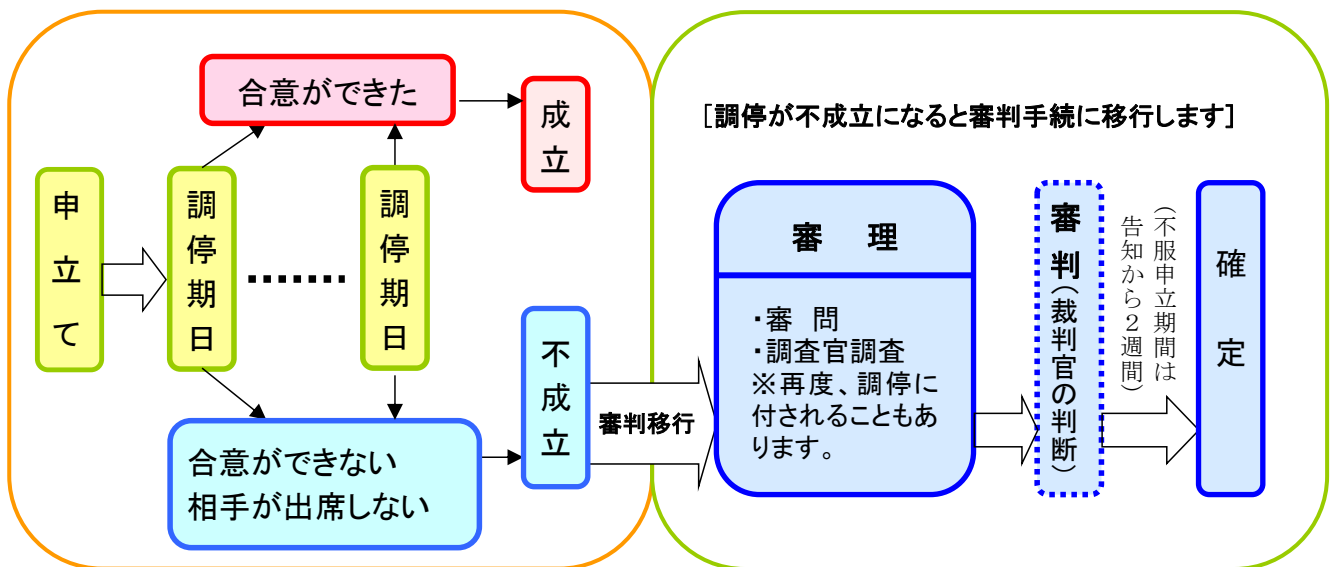 申立て
調停期日
調停期日
合意ができた
成立
合意ができない
相手が出席しない
不成立
審判移行
[調停が不成立になると審判手続に移行します]
審　理
・審　問
・調査官調査
※再度、調停に
付されることもあ
ります。
審判(裁判官の判断)
(不服申立期間は
告知から２週間)
確定